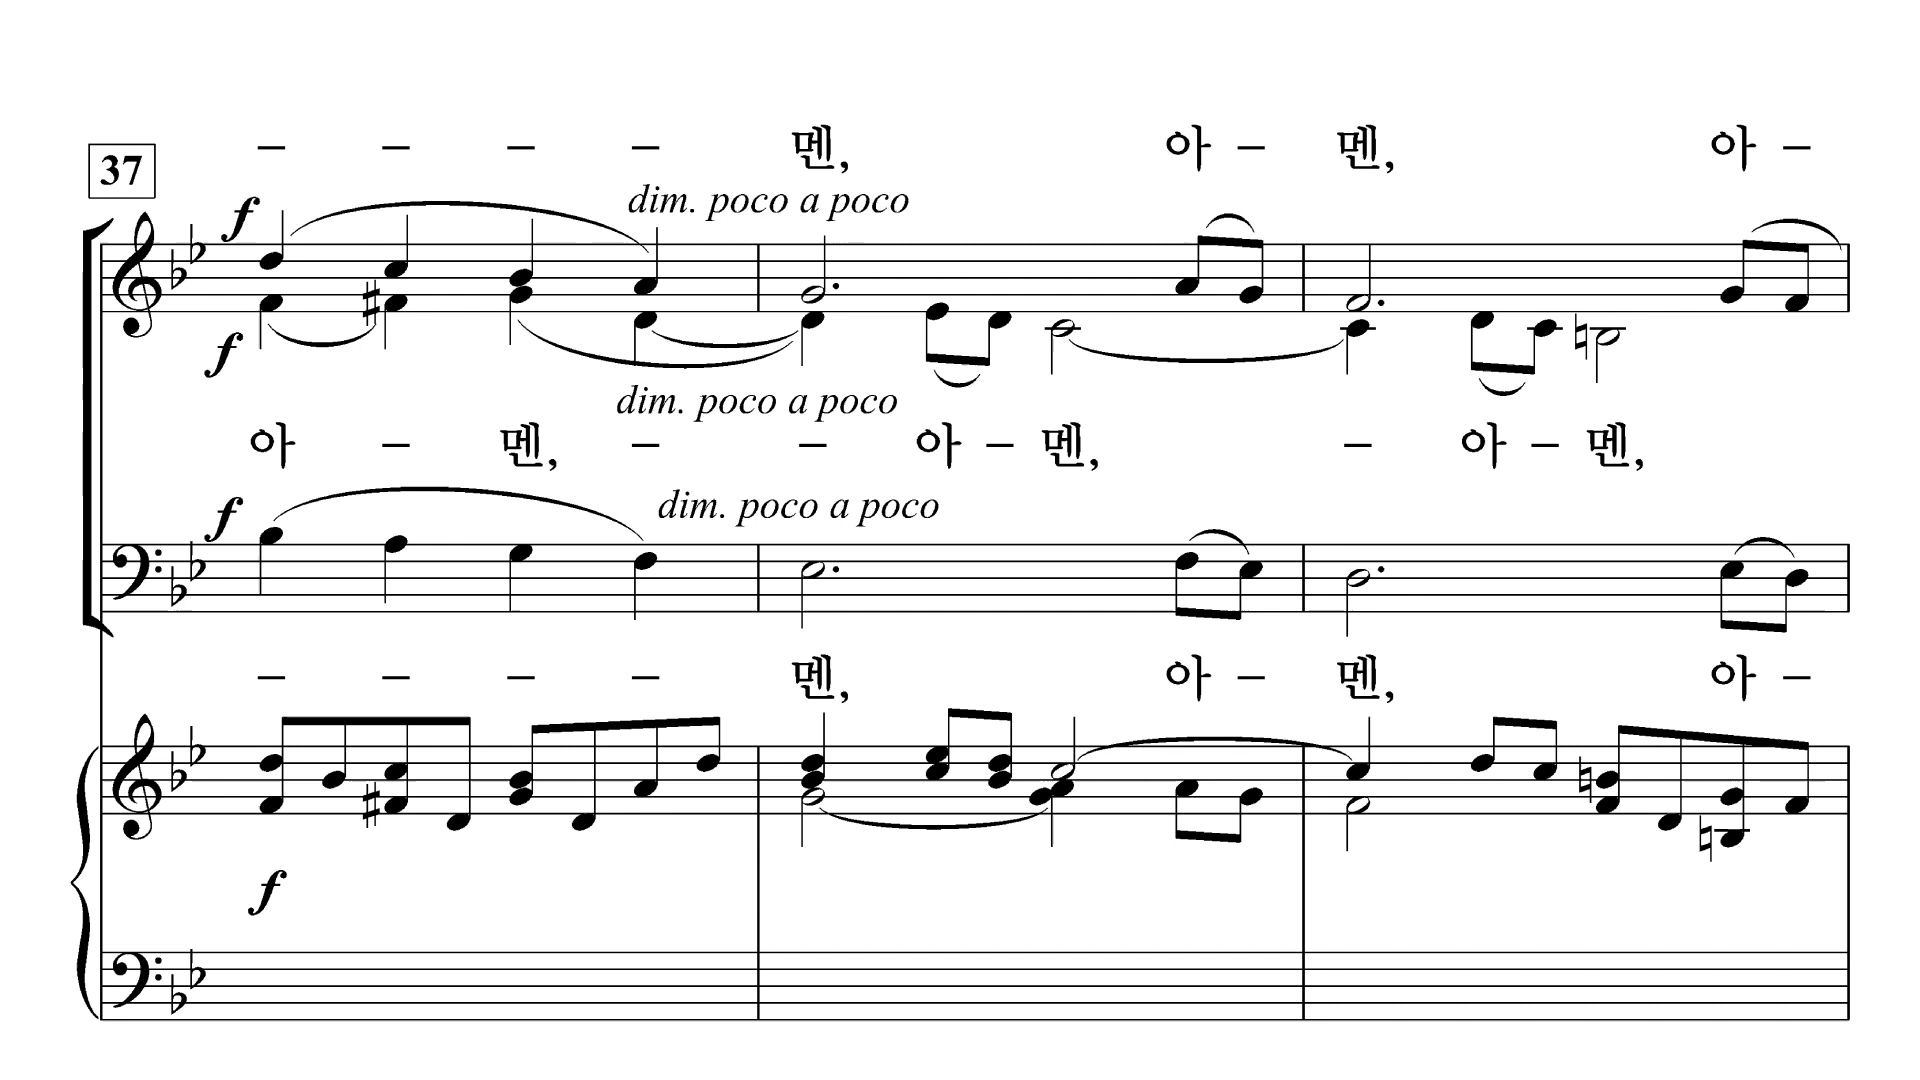 – – – – 멘, 아 – 멘, 아 –
37
f dim. poco a poco
f
dim. poco a poco
아 – 멘, – – 아 – 멘, – 아 – 멘,
f dim. poco a poco
– – – – 멘, 아 – 멘, 아 –
f